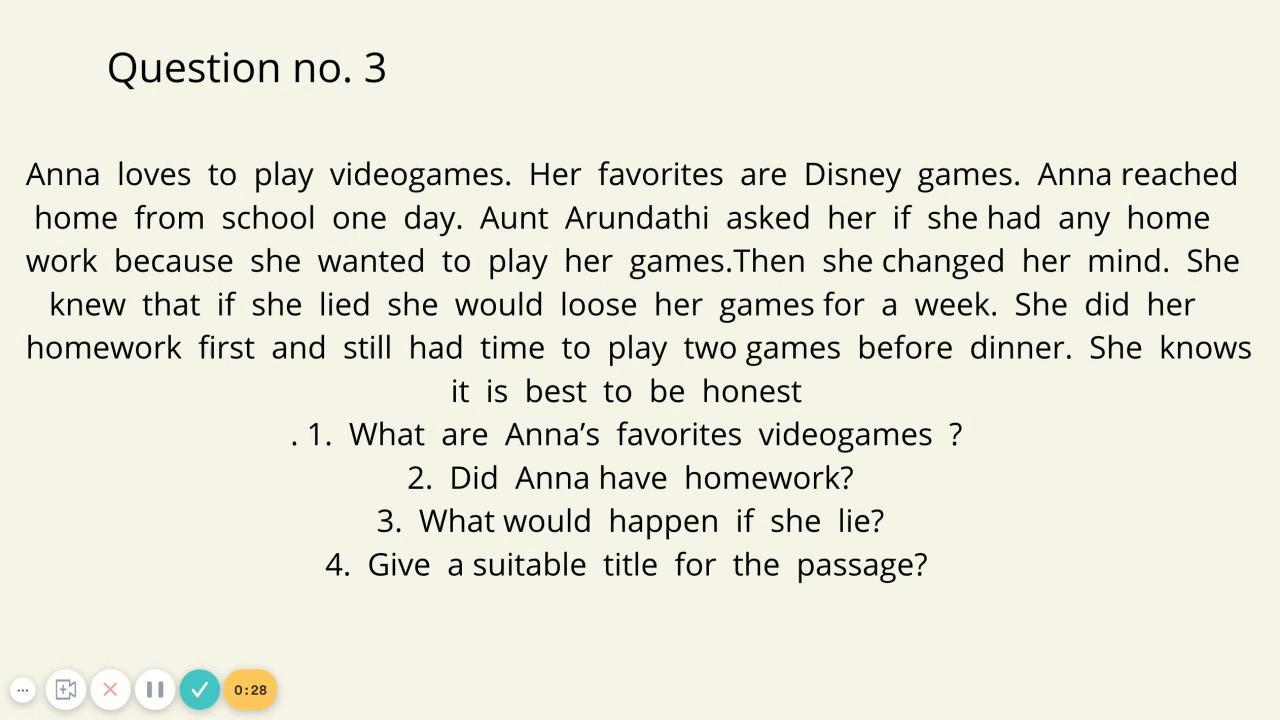 Question no. 3
Anna loves to play videogames. Her favorites are Disney games. Anna reached
home from school one day. Aunt Arundathi asked her if she had any home
work because she wanted to play her games.Then she changed her mind. She
knew that if she lied she would loose her games for a week. She did her
homework first and still had time to play two games before dinner. She knows
it is best to be honest
. 1. What are Anna’s favorites videogames ?
2. Did Anna have homework?
3. What would happen if she lie?
4. Give a suitable title for the passage?
0:28